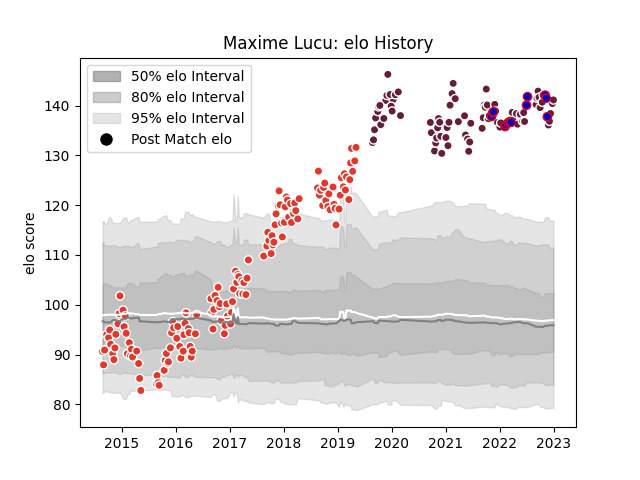 Maxime Lucu: elo History
50% elo Interval
80% elo Interval
95% elo Interval
Post Match elo
elo score
140
130
120
110
100
90
80
2015 2016 2017 2018 2019 2020 2021 2022 2023